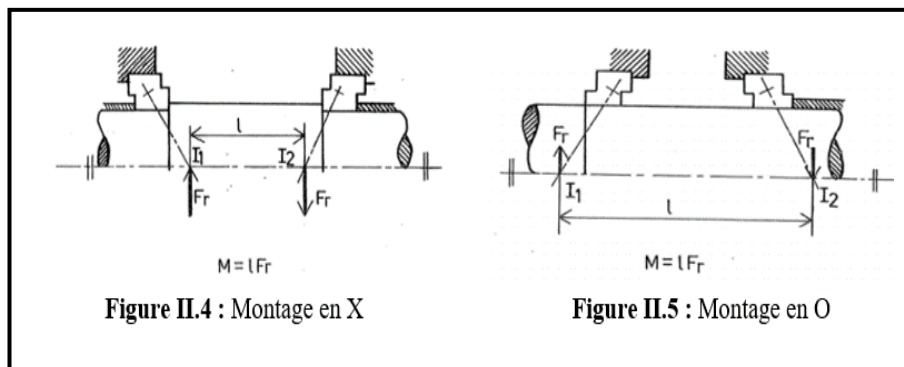 l
I1
I2
Fr
Fr
M = l Fr
Figure II.4 : Montage en X
Fr
Fr
I1
I2
l
M = l Fr
Figure II.5 : Montage en O